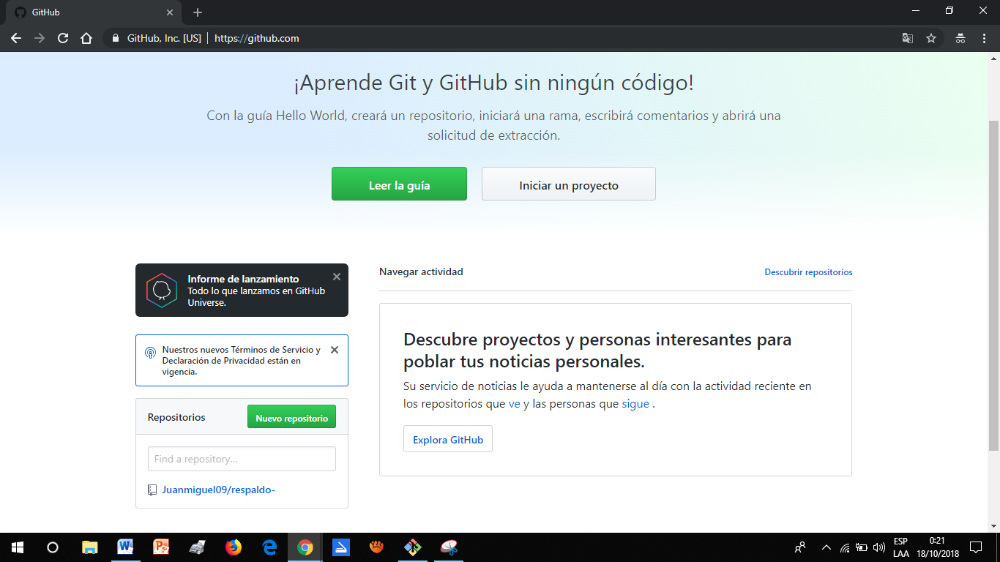 GitHub
GitHub, Inc. [US] | https://github.com
¡Aprende Git y GitHub sin ningún código!
Con la guía Hello World, creará un repositorio, iniciará una rama, escribirá comentarios y abrirá una
solicitud de extracción.
Leer la guía
Iniciar un proyecto
Informe de lanzamiento
Todo lo que lanzamos en GitHub
Universe.
Nuestros nuevos Términos de Servicio y
Declaración de Privacidad están en
vigencia.
Repositorios
Nuevo repositorio
Find a repository...
Juanmiguel09/respaldo-
Navegar actividad
Descubrir repositorios
Descubre proyectos y personas interesantes para
poblar tus noticias personales.
Su servicio de noticias le ayuda a mantenerse al día con la actividad reciente en
los repositorios que ve y las personas que sigue .
Explora GitHub
ESP
LAA
0:21
18/10/2018